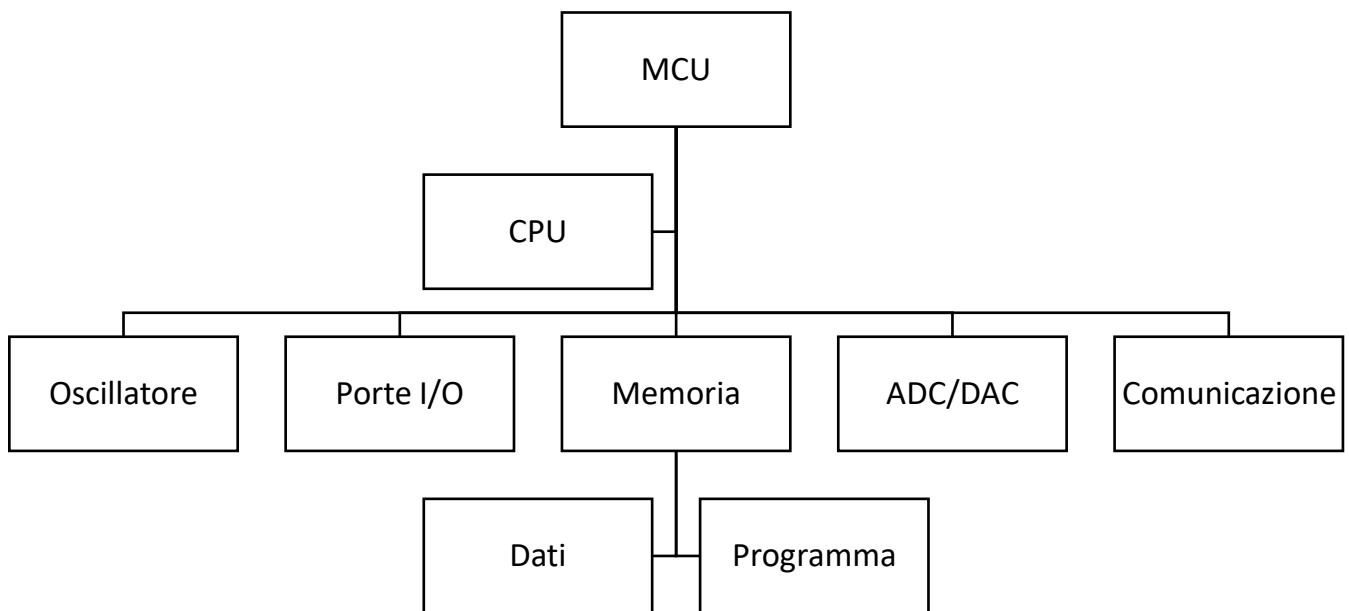 MCU
CPU
Oscillatore
Porte I/O
Memoria
ADC/DAC
Comunicazione
Dati
Programma